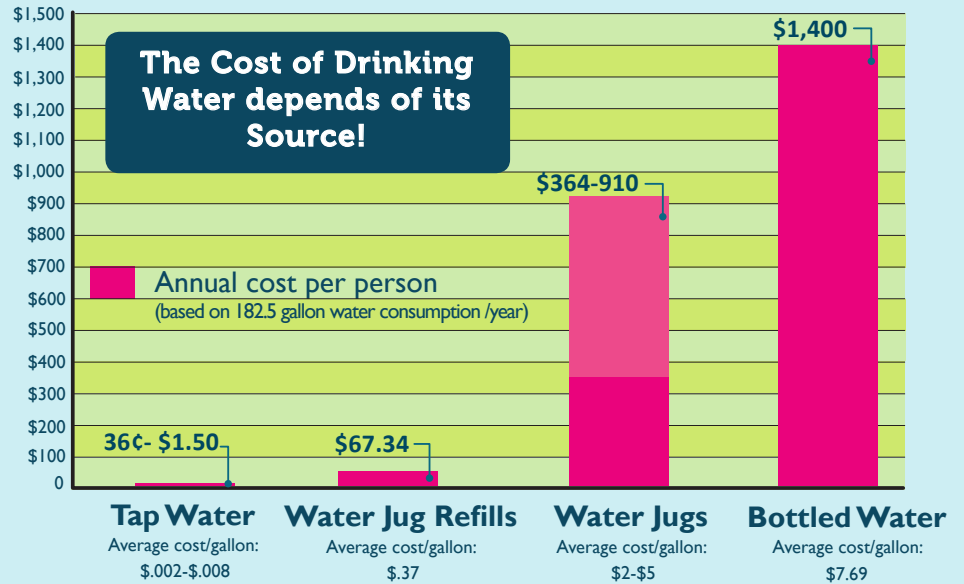 $1,500
$1,400
$1,300
$1,200
$1,100
$1,000
$900
$800
$700
$600
$500
$400
$300
$200
$100
0
The Cost of Drinking
Water depends of its
Source!
Annual cost per person
(based on 182.5 gallon water consumption /year)
36¢- $1.50
$67.34
$364-910
$1,400
Tap Water
Average cost/gallon:
$.002-$.008
Water Jug Refills
Average cost/gallon:
$.37
Water Jugs
Average cost/gallon:
$2-$5
Bottled Water
Average cost/gallon:
$7.69